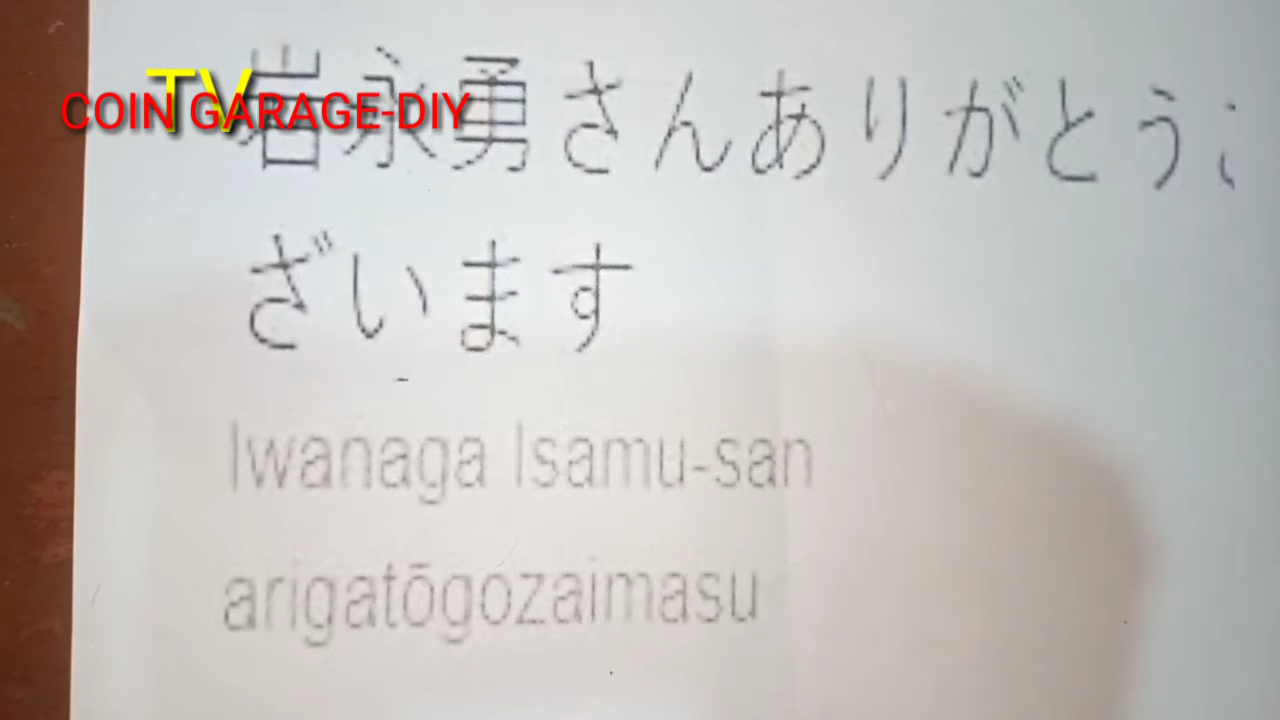 TV
COIN GARAGE-DIY
岩永勇さんありがとうご
ざいます
Iwanaga Isamu-san
arigatōgozaimasu